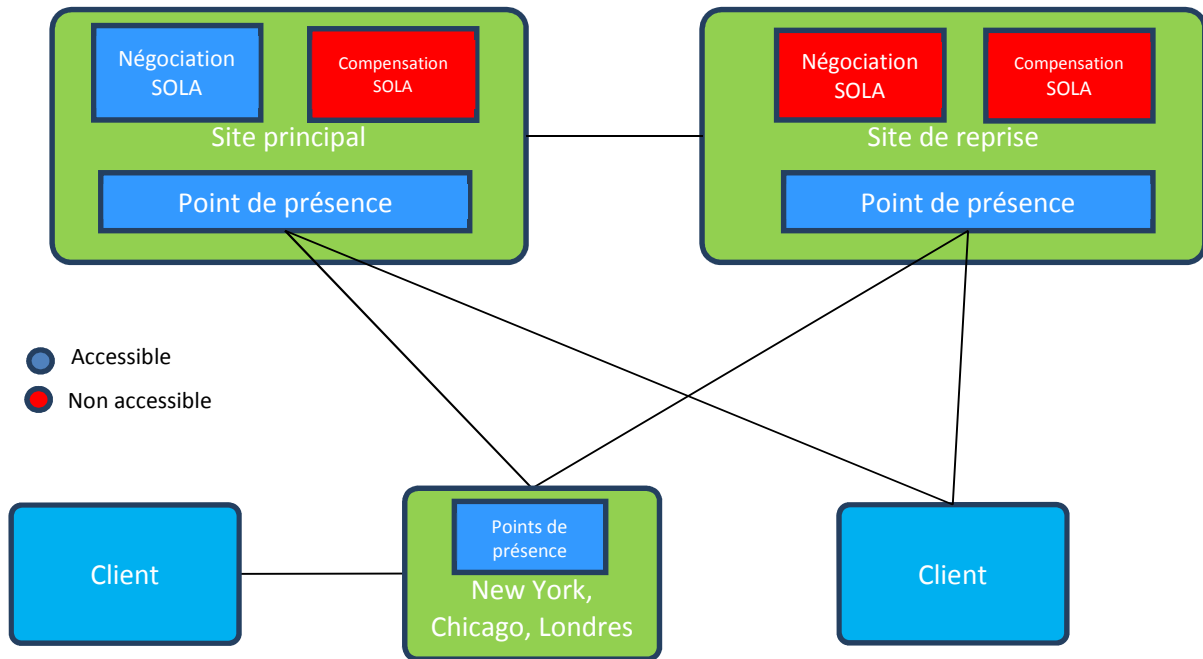 Négociation
SOLA
Compensation
SOLA
Site principal
Point de présence
Négociation
SOLA
Compensation
SOLA
Site de reprise
Point de présence
Accessible
Non accessible
Client
Points de
présence
New York,
Chicago, Londres
Client